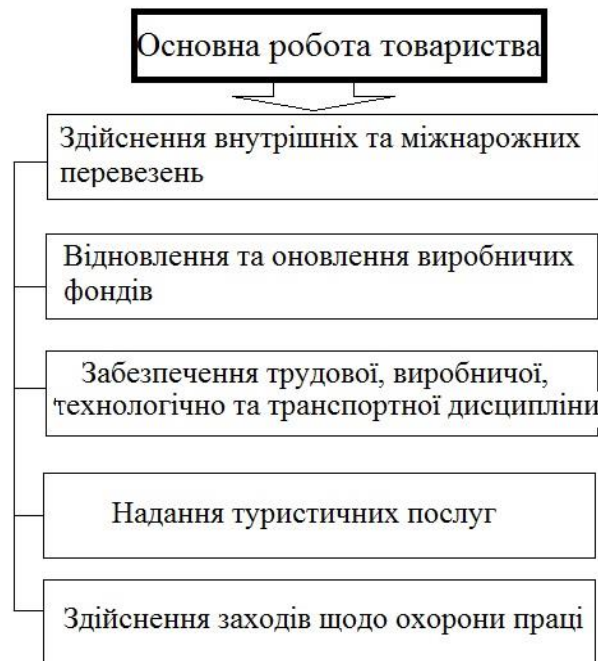 Основна робота товариства
Здійснення внутрішніх та міжнарожних
перевезень
Відновлення та оновлення виробничих
фондів
Забезпечення трудової, виробничої,
технологічно та транспортної дисципліни
Надання туристичних послуг
Здійснення заходів щодо охорони праці